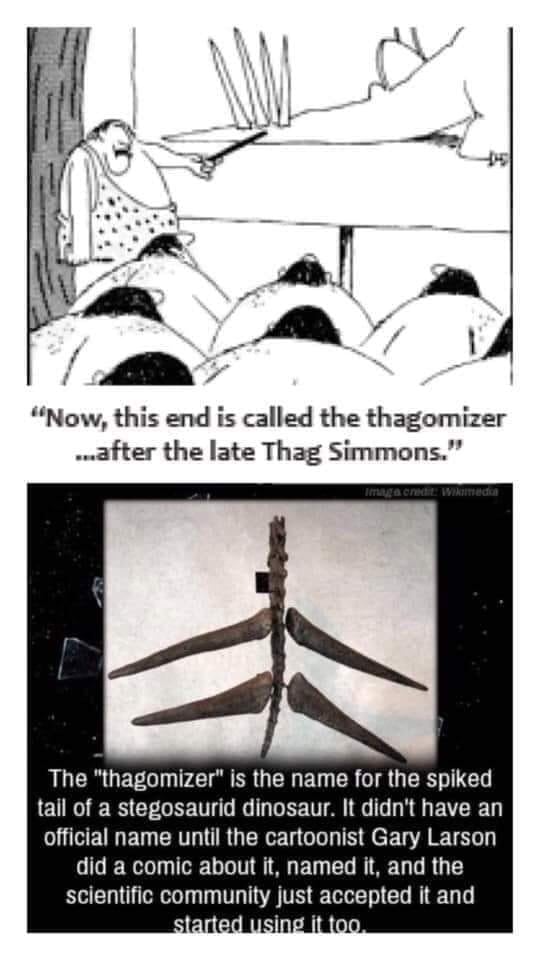 “Now, this end is called the thagomizer
...after the late Thag Simmons.”
Image credit: Wikimedia
The "thagomizer" is the name for the spiked
tail of a stegosaurid dinosaur. It didn't have an
official name until the cartoonist Gary Larson
did a comic about it, named it, and the
scientific community just accepted it and
started using it too.